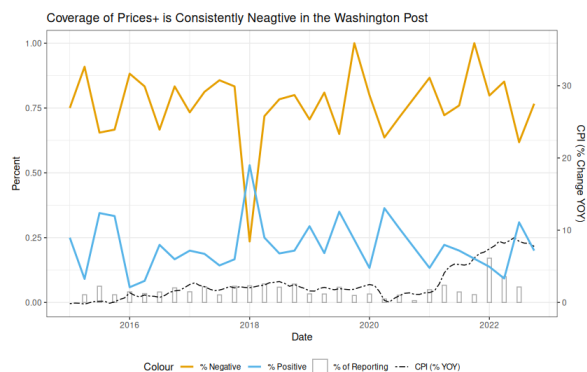 Coverage of Prices+ is Consistently Neagtive in the Washington Post
1.00
0.75
0.50
0.25
0.00
Percent
30
20
10
0
CPI (% Change YOY)
2016
2018
2020
2022
Date
Colour % Negative % Positive % of Reporting CPI (% YOY)